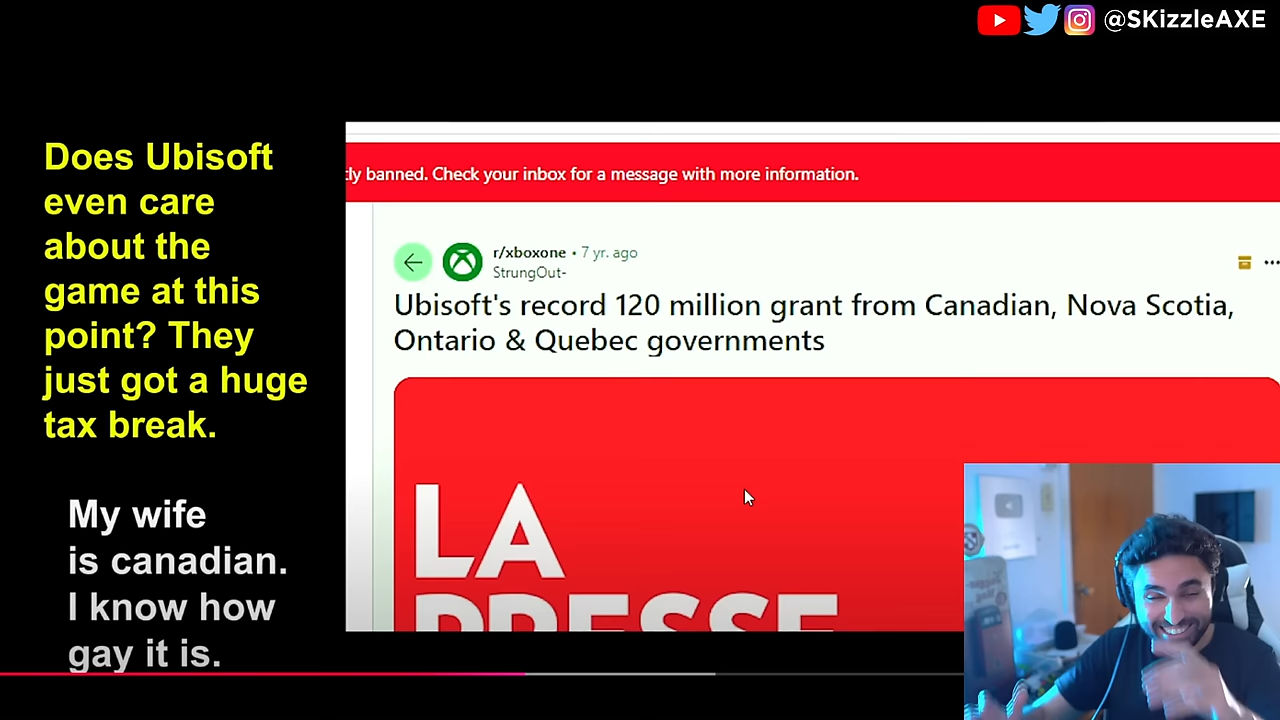 @SKizzleAXE
Does Ubisoft
even care
about the
game at this
point? They
just got a huge
tax break.
My wife
is canadian.
I know how
gay it is.
banned. Check your inbox for a message with more information.
r/xboxone • 7 yr. ago
StrungOut-
Ubisoft's record 120 million grant from Canadian, Nova Scotia,
Ontario & Quebec governments
LA
PRESSE